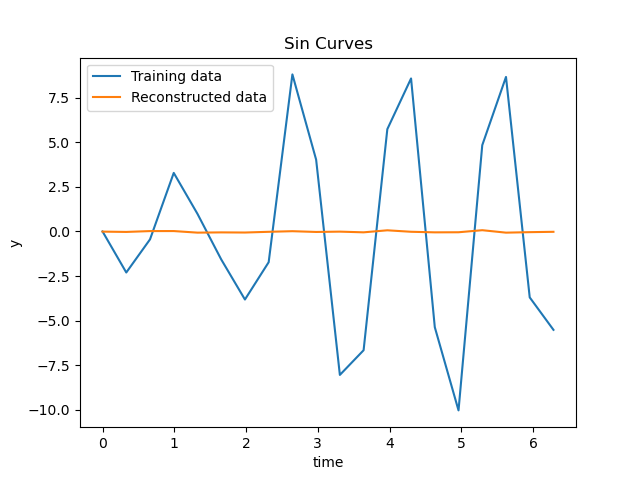 Sin Curves
Training data
Reconstructed data
7.5
5.0
2.5
0.0
−2.5
−5.0
−7.5
−10.0
y
0 1 2 3 4 5 6
time